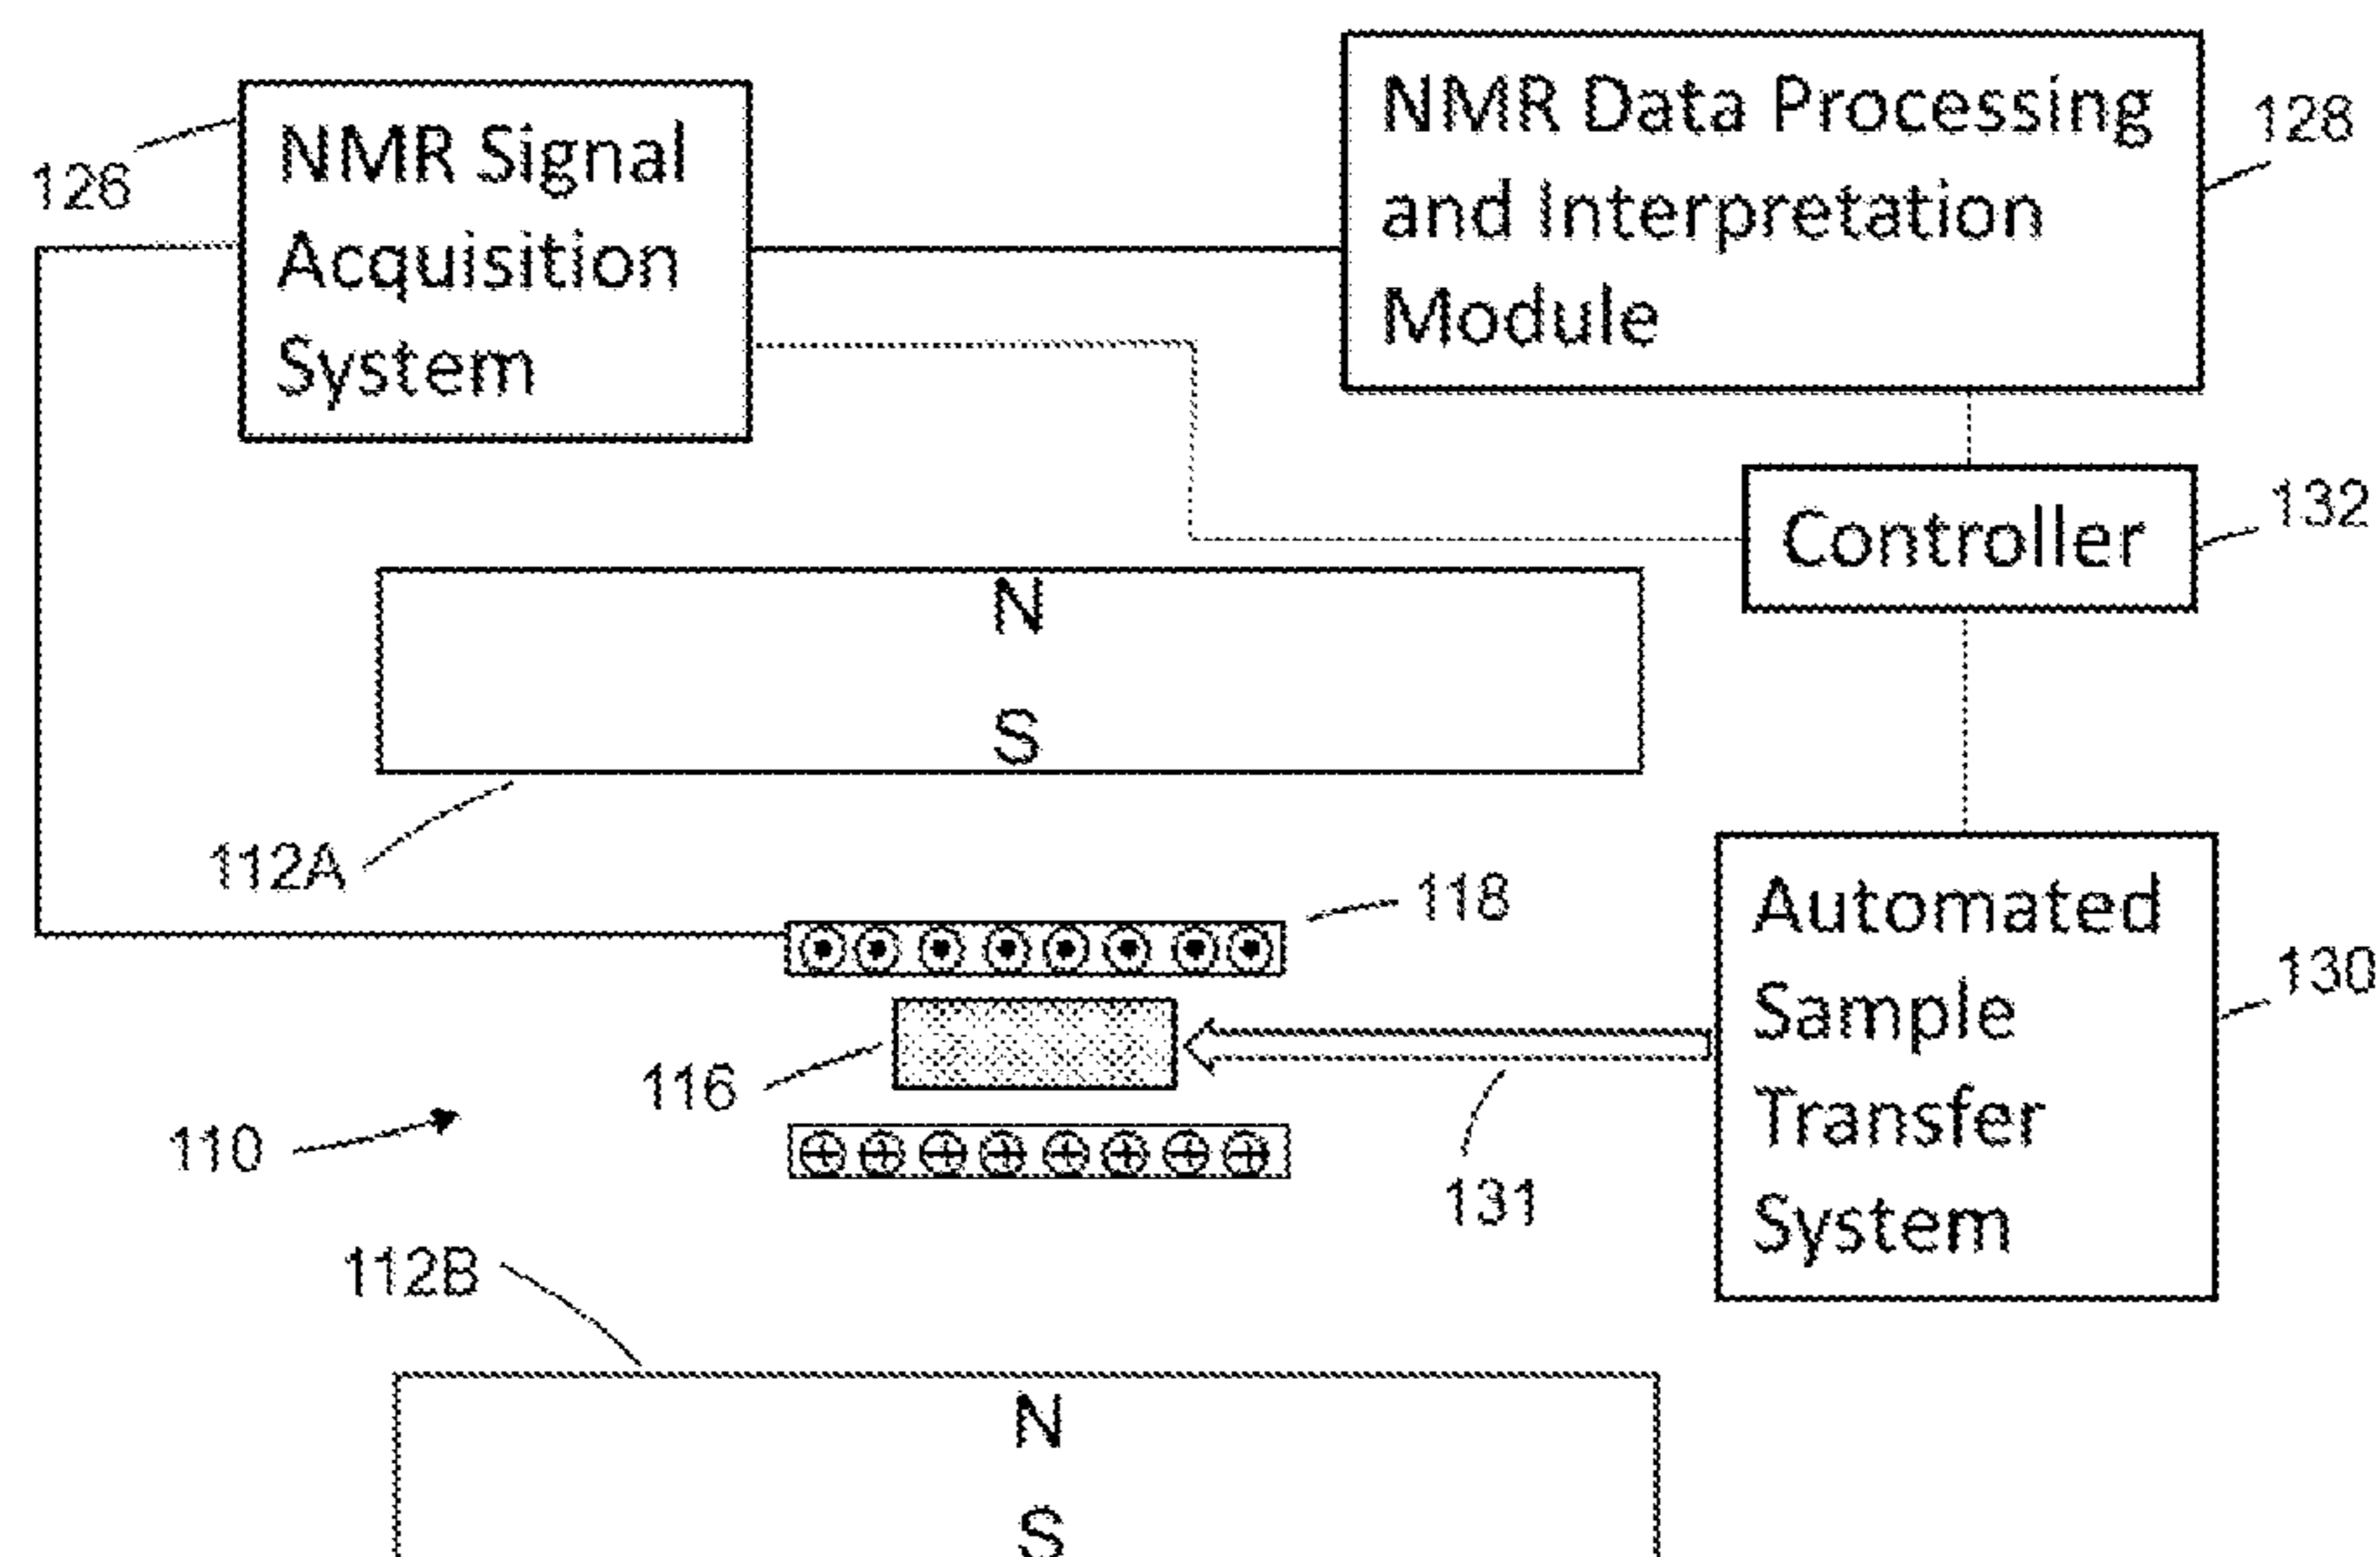 NMR Signal
Acquisition
System
126
NMR Data Processing
and Interpretation
Module
128
Controller
132
N
S
112A
118
Automated
Sample
Transfer
System
130
116
110
131
112B
N
S